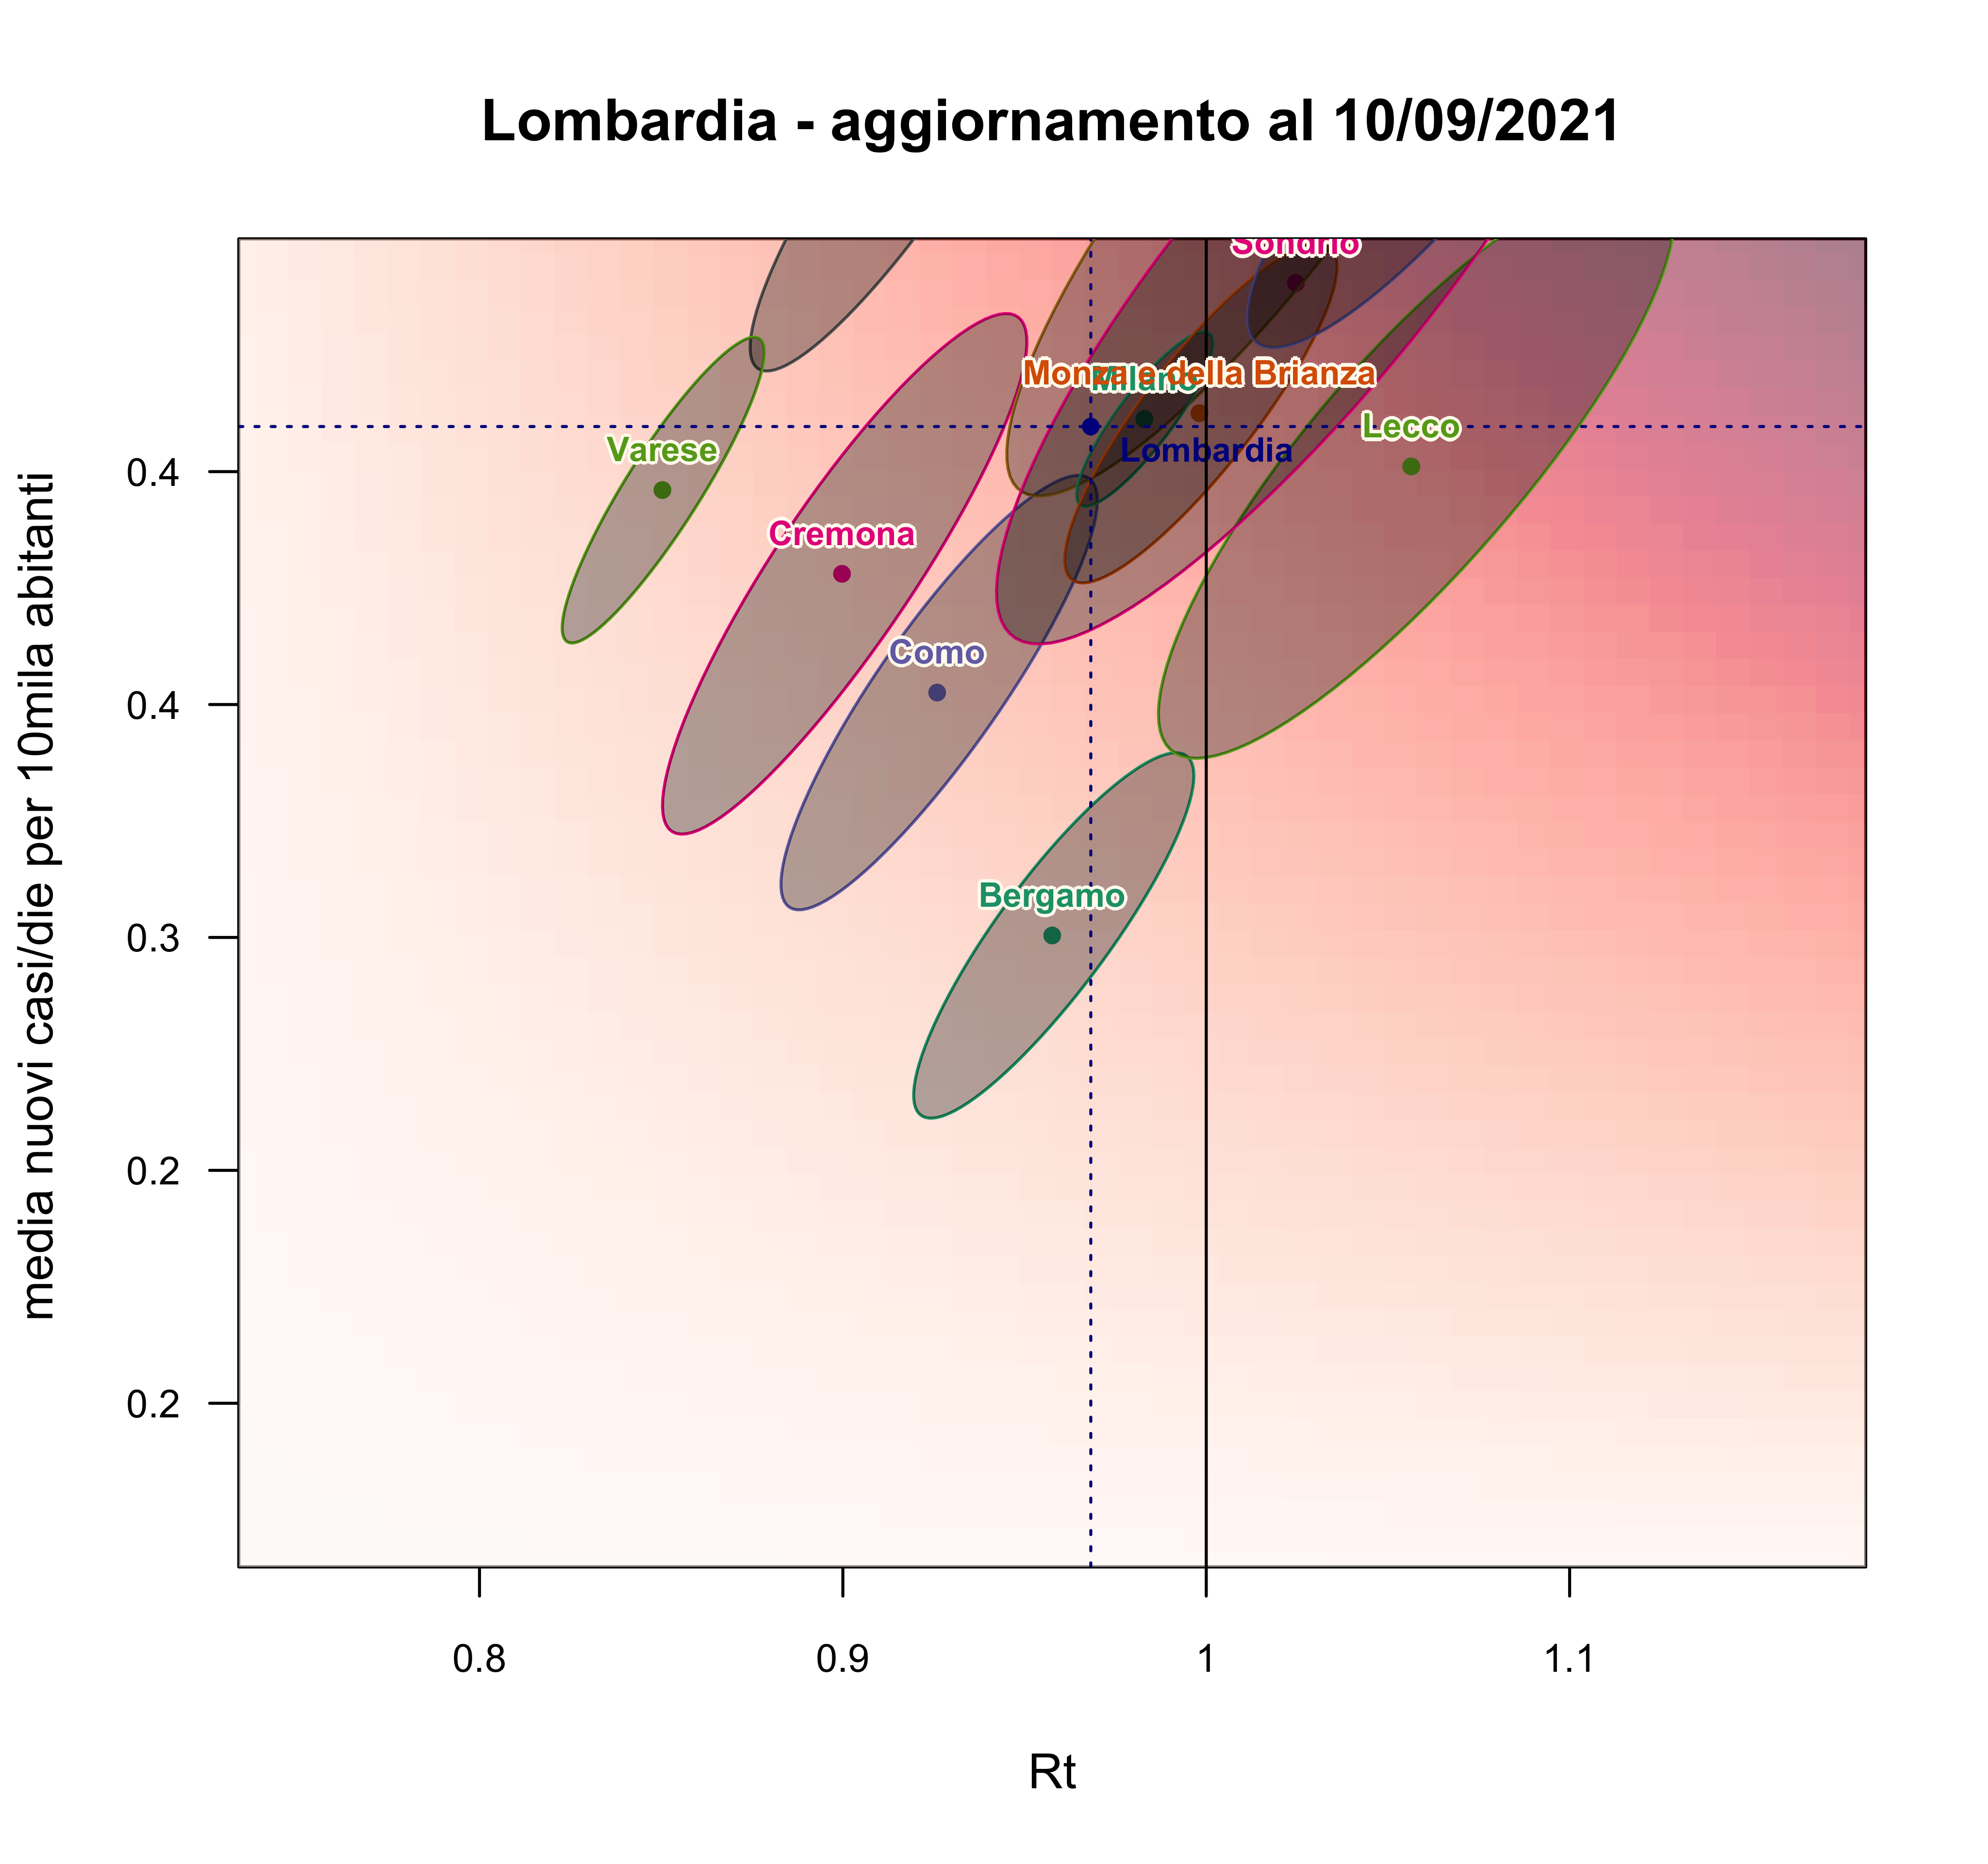 Lombardia - aggiornamento al 10/09/2021
Sondrio
Monza e della Brianza
Milano
Lecco
Varese
Lombardia
Cremona
Como
Bergamo
media nuovi casi/die per 10mila abitanti
0.4
0.4
0.3
0.2
0.2
0.8
0.9
1
1.1
Rt